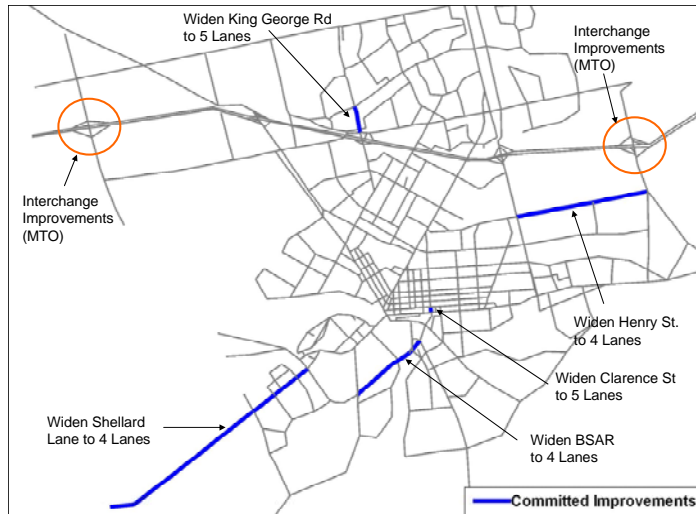 Widen King George Rd
to 5 Lanes
Interchange
Improvements
(MTO)
Interchange
Improvements
(MTO)
Widen Henry St.
to 4 Lanes
Widen Clarence St
to 5 Lanes
Widen Shellard
Lane to 4 Lanes
Widen BSAR
to 4 Lanes
Committed Improvements